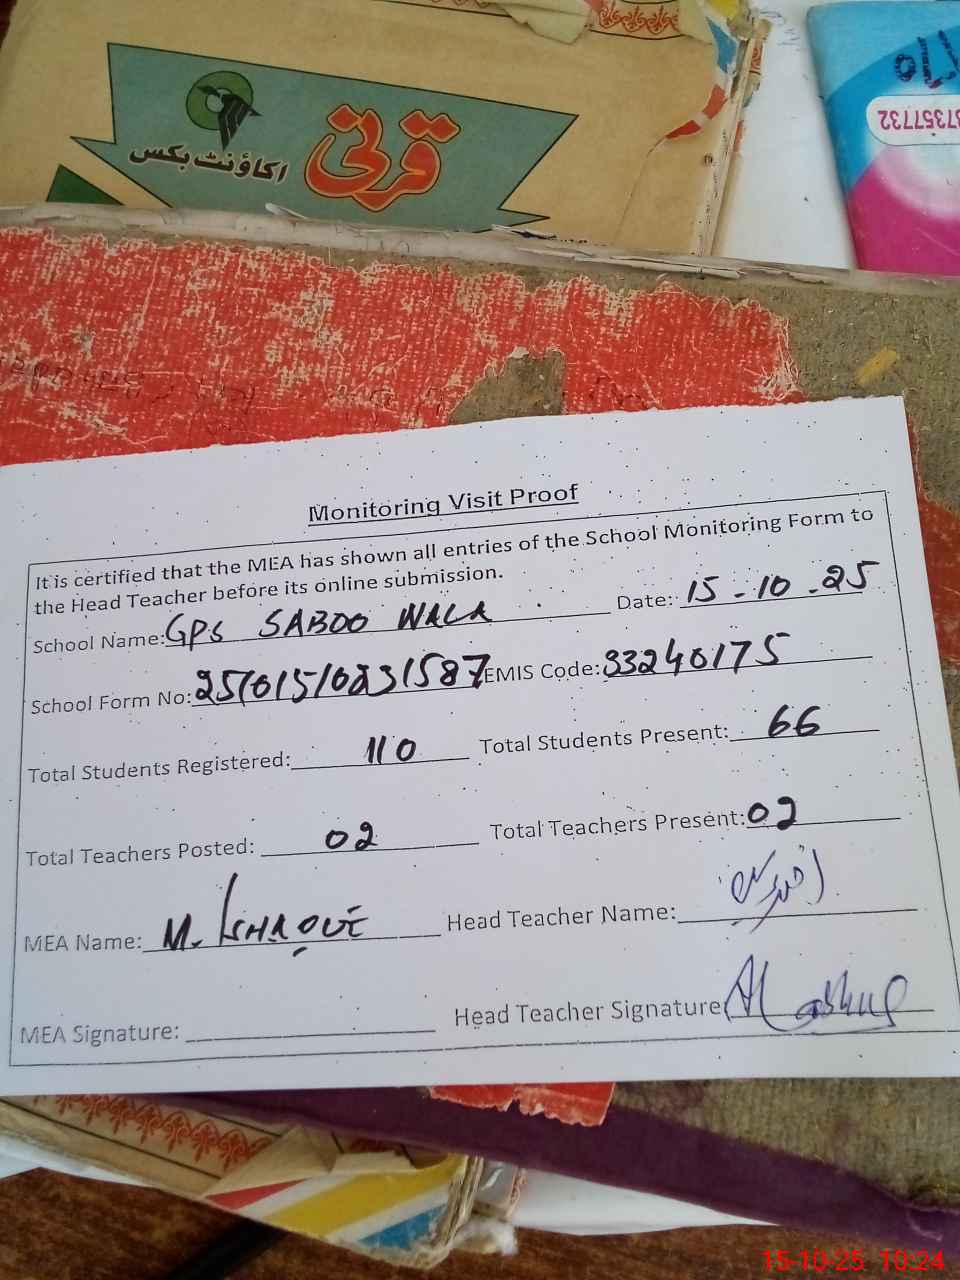 قرتی
اکاؤنٹ بکس
37357732
Monitoring Visit Proof
It is certified that the MEA has shown all entries of the School Monitoring Form to
the Head Teacher before its online submission.
School Name: GPS SABOO WALA Date: 15-10-25
School Form No: 25101510231587 EMIS Code: 33240175
Total Students Registered: 110 Total Students Present: 66
Total Teachers Posted: 02 Total Teachers Present: 02
MEA Name: M. ISHAQUE Head Teacher Name:
MEA Signature: Head Teacher Signature
15-10-25 10:24